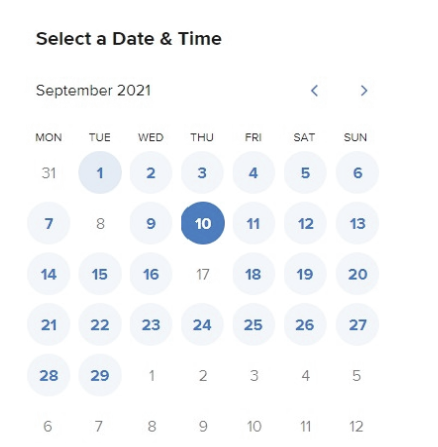 Select a Date & Time
September 2021
MON TUE WED THU FRI SAT SUN
31 1 2 3 4 5 6
7 8 9 10 11 12 13
14 15 16 17 18 19 20
21 22 23 24 25 26 27
28 29 1 2 3 4 5
6 7 8 9 10 11 12